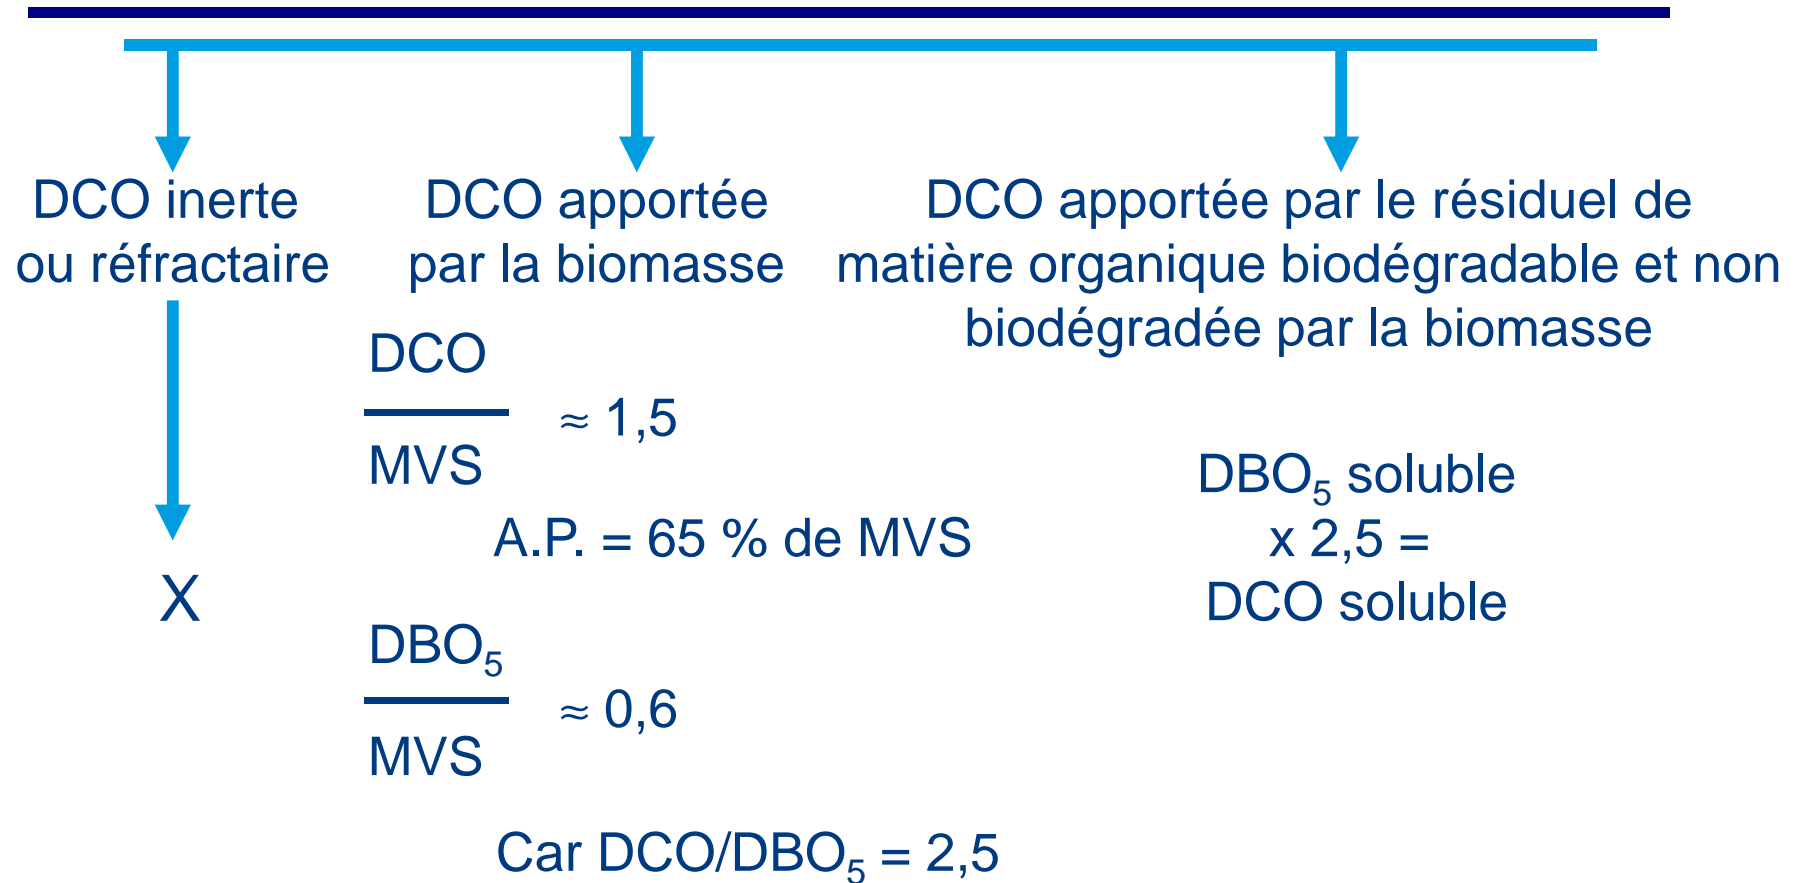 DCO inerte
ou réfractaire
X
DCO apportée
par la biomasse
DCO
MVS
≈ 1,5
A.P. = 65 % de MVS
DBO₅
MVS
≈ 0,6
Car DCO/DBO₅ = 2,5
DCO apportée par le résiduel de
matière organique biodégradable et non
biodégradée par la biomasse
DBO₅ soluble
x 2,5 =
DCO soluble